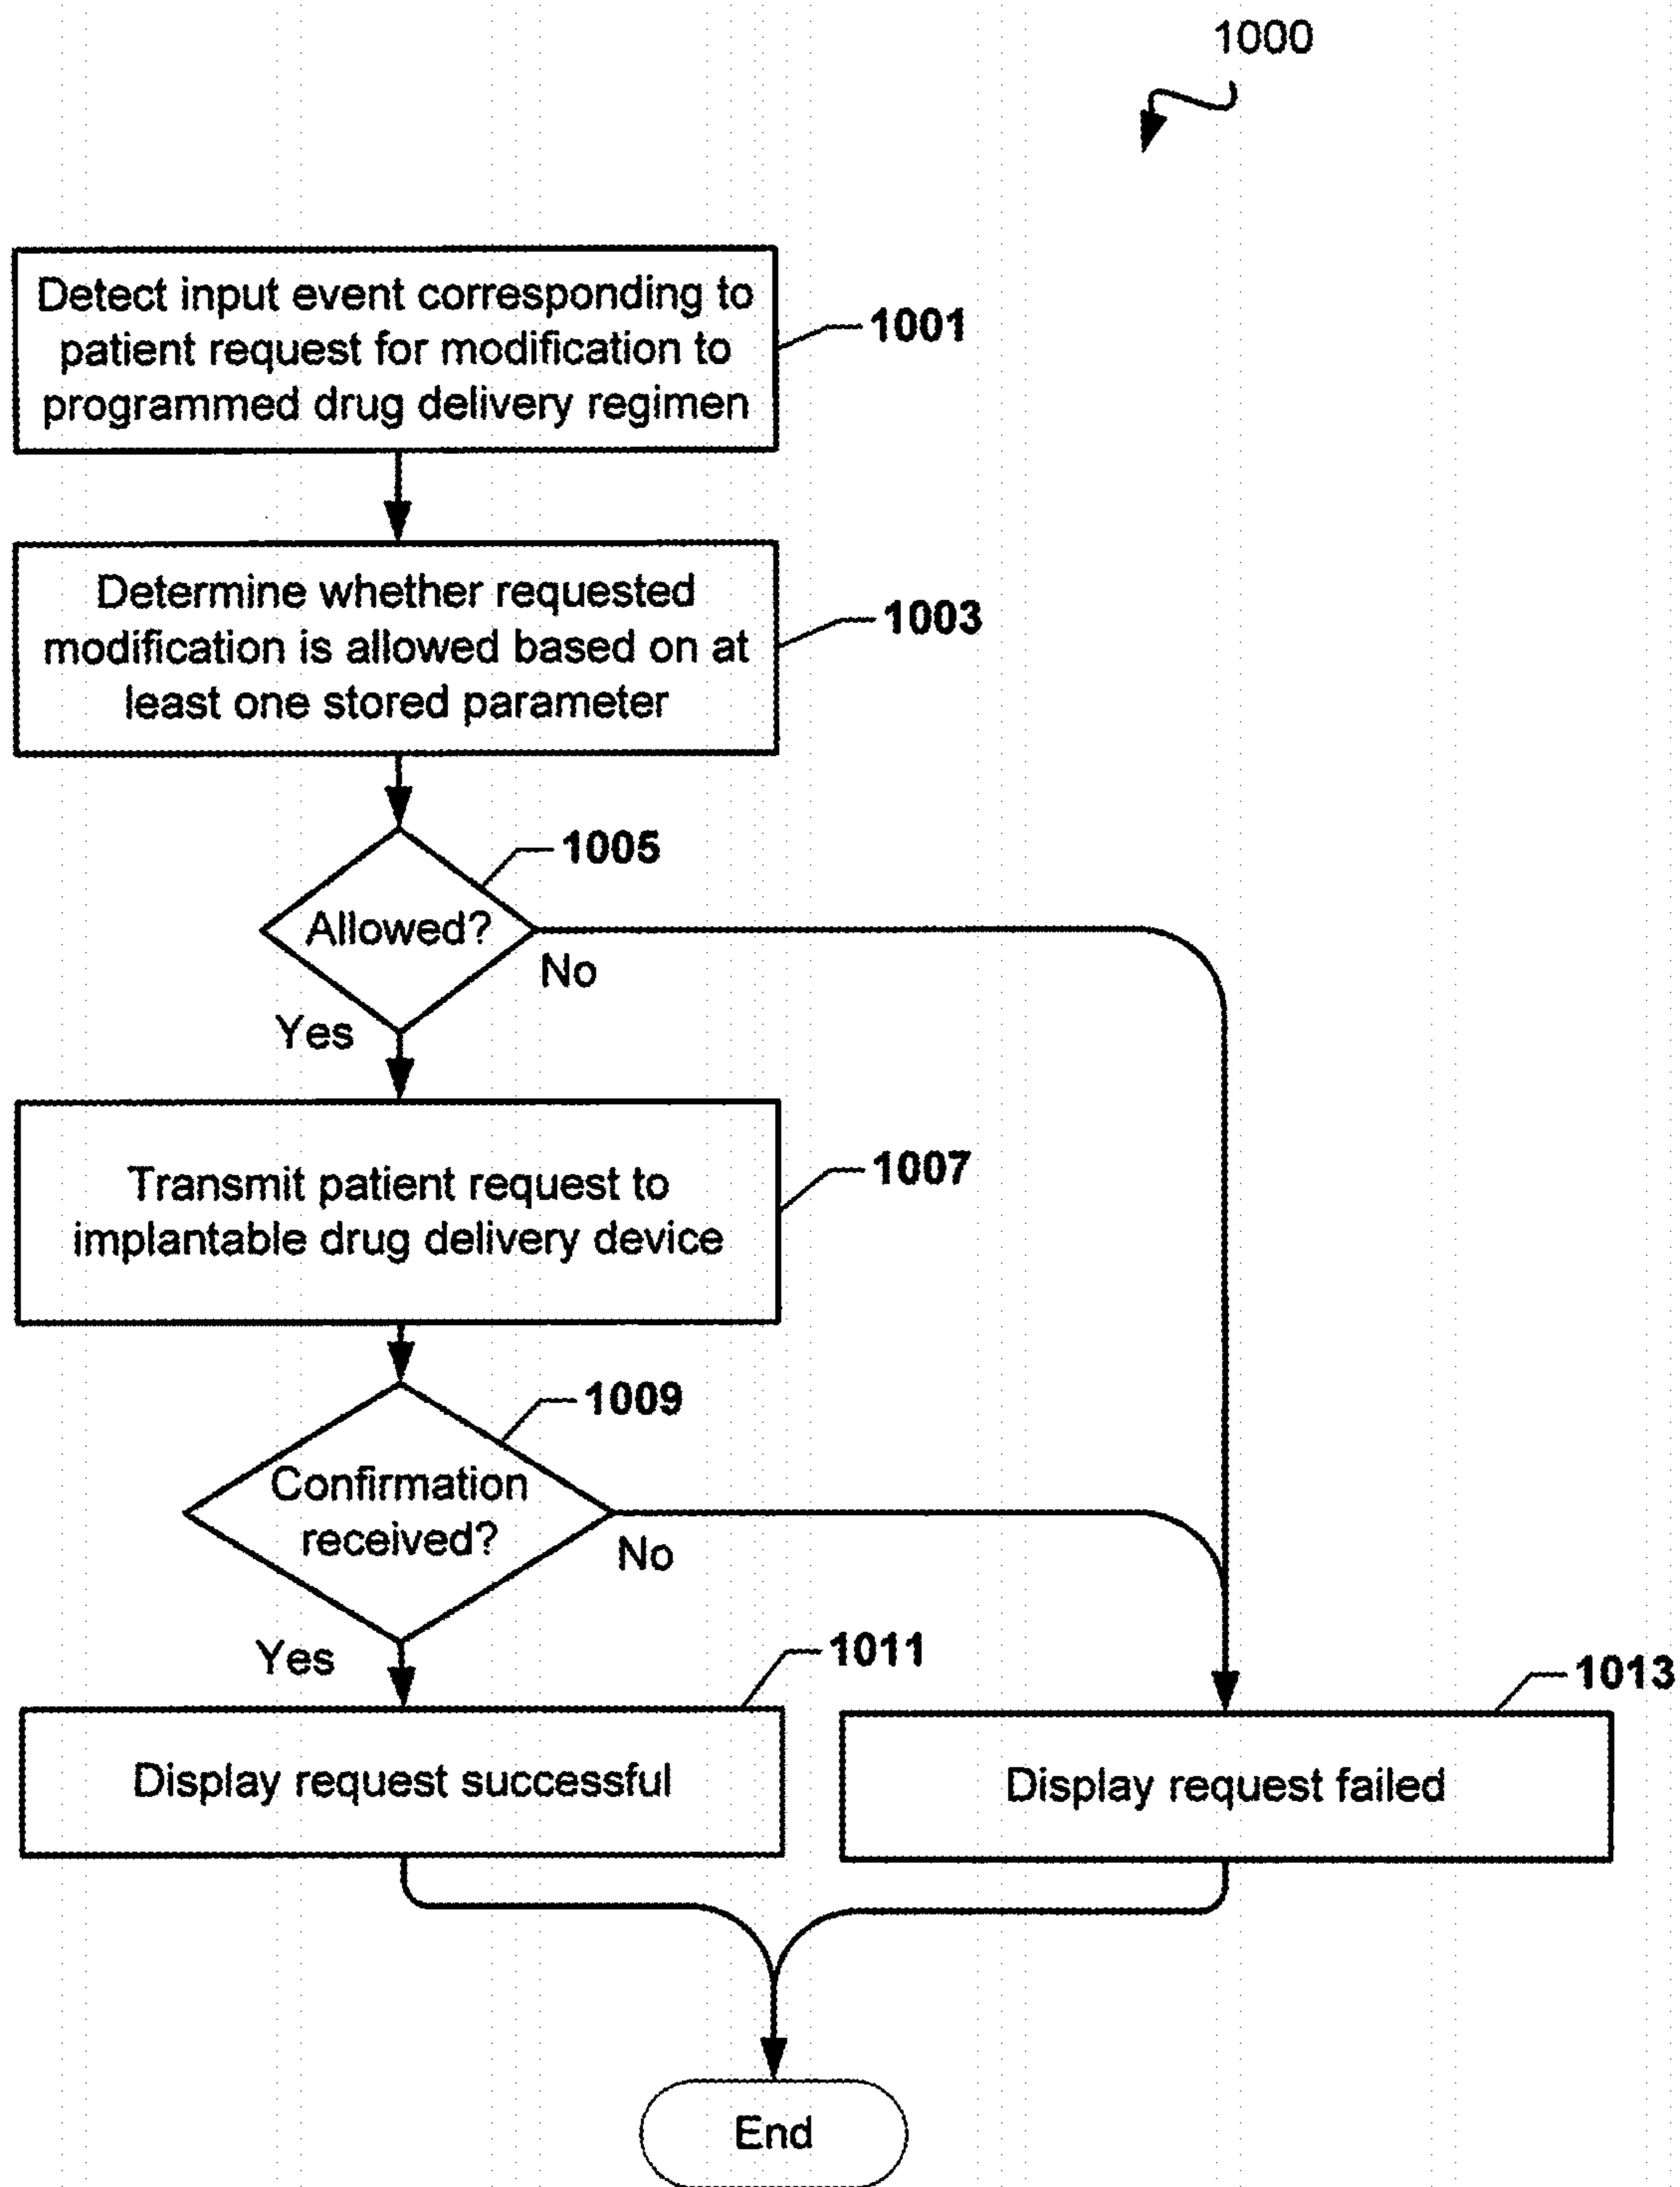 1000
Detect input event corresponding to
patient request for modification to
programmed drug delivery regimen
1001
Determine whether requested
modification is allowed based on at
least one stored parameter
1003
1005
Allowed?
No
Yes
Transmit patient request to
implantable drug delivery device
1007
1009
Confirmation
received?
No
Yes
1011
1013
Display request successful
Display request failed
End